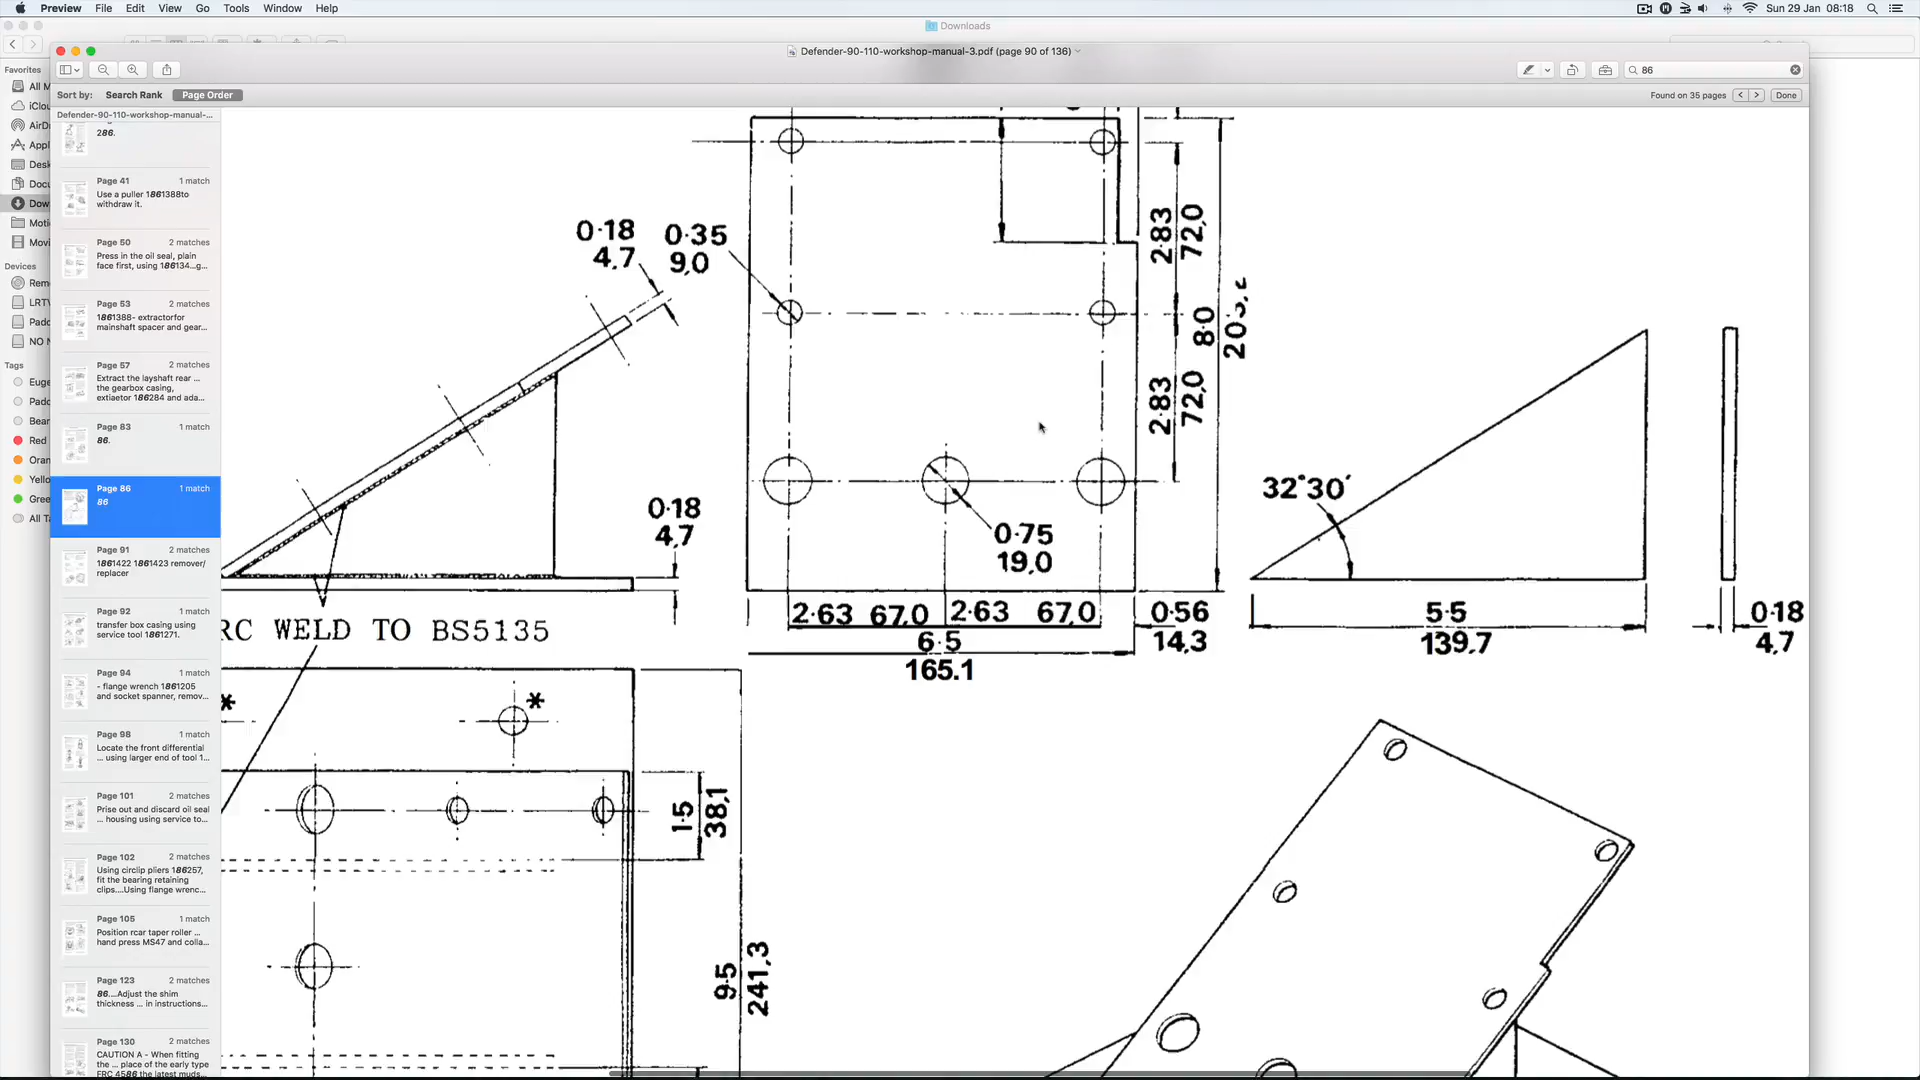 Preview File Edit View Go Tools Window Help
Sun 29 Jan 08:18
Downloads
Defender-90-110-workshop-manual-3.pdf (page 90 of 136)
86
Sort by: Search Rank Page Order
Found on 35 pages
Done
Favorites
All M
iClou
AirD
Appl
Desk
Docu
Dow
Moti
Movi
Devices
Rem
LRTV
Padd
NO N
Tags
Euge
Padd
Bear
Red
Oran
Yello
Gree
All Ta
Defender-90-110-workshop-manual-...
286.
Page 41 1 match
Use a puller 1861388to
withdraw it.
Page 50 2 matches
Press in the oil seal, plain
face first, using 186134...g...
Page 53 2 matches
1861388- extractorfor
mainshaft spacer and gear...
Page 57 2 matches
Extract the layshaft rear ...
the gearbox casing,
extiaetor 186284 and ada...
Page 83 1 match
86.
Page 86 1 match
86
Page 91 2 matches
1861422 1861423 remover/
replacer
Page 92 1 match
transfer box casing using
service tool 1861271.
Page 94 1 match
- flange wrench 1861205
and socket spanner, remov...
Page 98 1 match
Locate the front differential
... using larger end of tool 1...
Page 101 2 matches
Prise out and discard oil seal
... housing using service to...
Page 102 2 matches
Using circlip pliers 186257,
fit the bearing retaining
clips....Using flange wrenc...
Page 105 1 match
Position rcar taper roller ...
hand press MS47 and colla...
Page 123 2 matches
86....Adjust the shim
thickness ... in instructions...
Page 130 2 matches
CAUTION A - When fitting
the ... place of the early type
FRC 4586 the latest muds...
0·18
4,7
0·35
9,0
2·83
72,0
8·0
2·83
72,0
0·18
4,7
0·75
19,0
32°30′
2·63 67,0 2·63 67,0
6·5
165.1
0·56
14,3
5·5
139.7
0·18
4,7
RC WELD TO BS5135
*
*
1·5
38,1
9·5
241,3